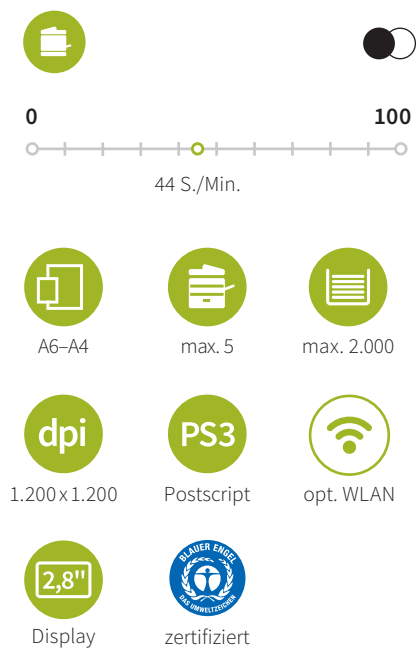 0 100
44 S./Min.
A6–A4 max. 5 max. 2.000
dpi PS3
1.200 x 1.200 Postscript opt. WLAN
2,8" BLAUER ENGEL
DAS UMWELTZEICHEN
Display zertifiziert